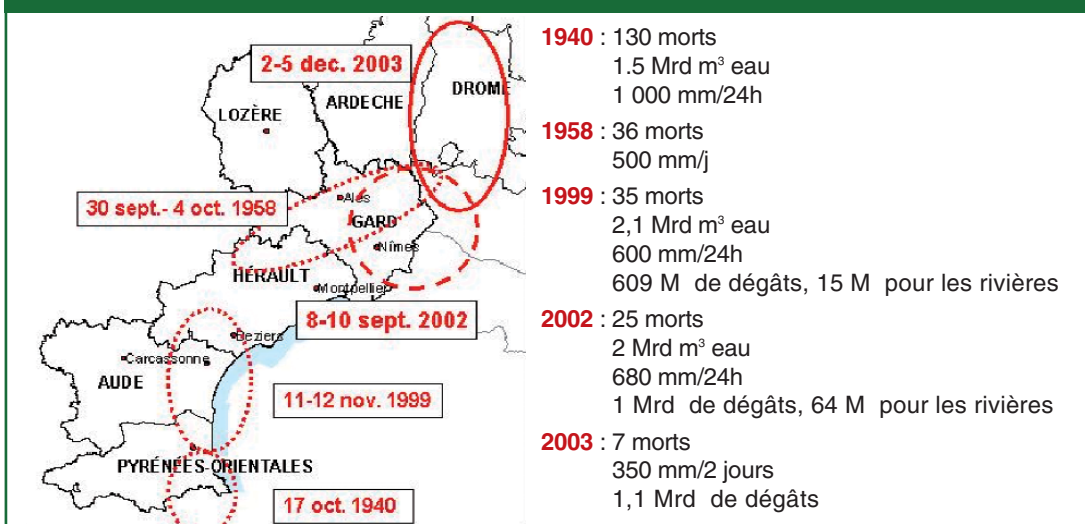 2-5 dec. 2003
DROME
ARDECHE
LOZÈRE
Ales
30 sept.- 4 oct. 1958
GARD
Nîmes
HÉRAULT
Montpellier
8-10 sept. 2002
Beziers
Carcassonne
AUDE
11-12 nov. 1999
PYRÉNÉES-ORIENTALES
17 oct. 1940
1940 : 130 morts
1.5 Mrd m³ eau
1 000 mm/24h
1958 : 36 morts
500 mm/j
1999 : 35 morts
2,1 Mrd m³ eau
600 mm/24h
609 M de dégâts, 15 M pour les rivières
2002 : 25 morts
2 Mrd m³ eau
680 mm/24h
1 Mrd de dégâts, 64 M pour les rivières
2003 : 7 morts
350 mm/2 jours
1,1 Mrd de dégâts